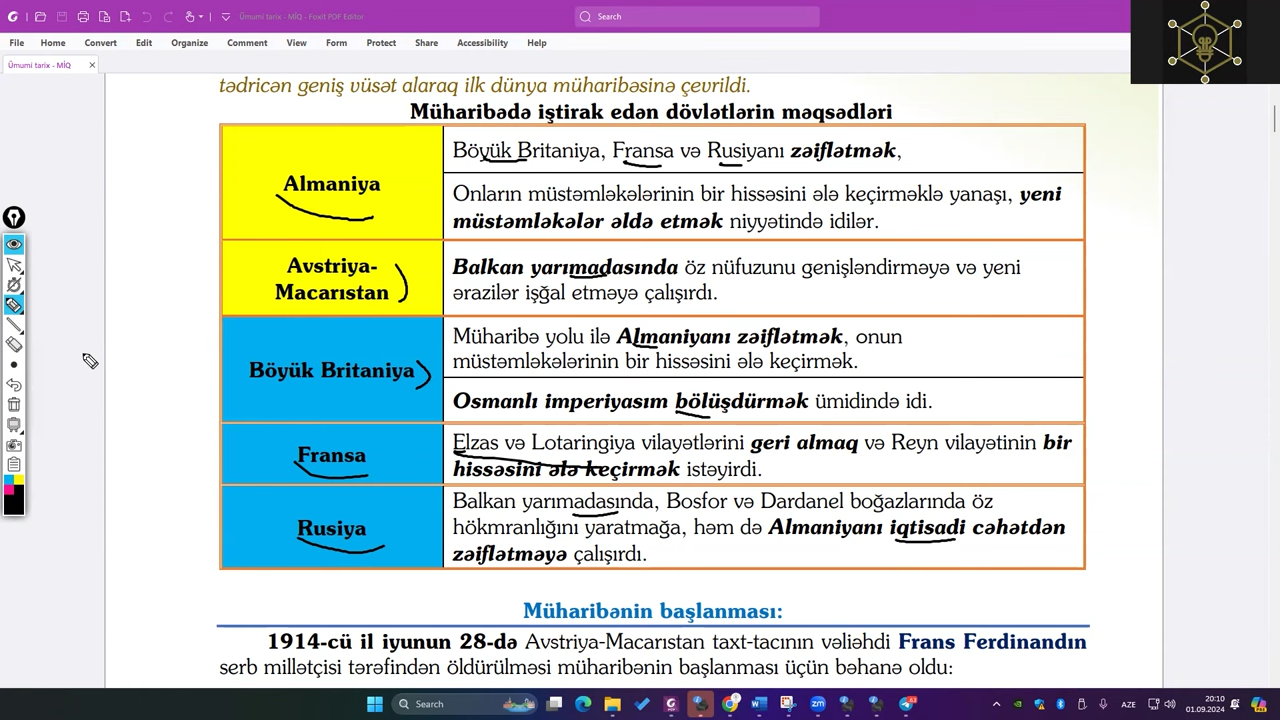 Ümumi tarix - MİQ - Foxit PDF Editor
Search
File Home Convert Edit Organize Comment View Form Protect Share Accessibility Help
Ümumi tarix - MİQ
tədricən geniş vüsət alaraq ilk dünya müharibəsinə çevrildi.
Müharibədə iştirak edən dövlətlərin məqsədləri
Almaniya
Böyük Britaniya, Fransa və Rusiyanı zəiflətmək,
Onların müstəmləkələrinin bir hissəsini ələ keçirməklə yanaşı, yeni
müstəmləkələr əldə etmək niyyətində idilər.
Avstriya-
Macarıstan
Balkan yarımadasında öz nüfuzunu genişləndirməyə və yeni
ərazilər işğal etməyə çalışırdı.
Böyük Britaniya
Müharibə yolu ilə Almaniyanı zəiflətmək, onun
müstəmləkələrinin bir hissəsini ələ keçirmək.
Osmanlı imperiyasım bölüşdürmək ümidində idi.
Fransa
Elzas və Lotaringiya vilayətlərini geri almaq və Reyn vilayətinin bir
hissəsini ələ keçirmək istəyirdi.
Rusiya
Balkan yarımadasında, Bosfor və Dardanel boğazlarında öz
hökmranlığını yaratmağa, həm də Almaniyanı iqtisadi cəhətdən
zəiflətməyə çalışırdı.
Müharibənin başlanması:
1914-cü il iyunun 28-də Avstriya-Macarıstan taxt-tacının vəliəhdi Frans Ferdinandın
serb millətçisi tərəfindən öldürülməsi müharibənin başlanması üçün bəhanə oldu:
Search
AZE
20:10
01.09.2024